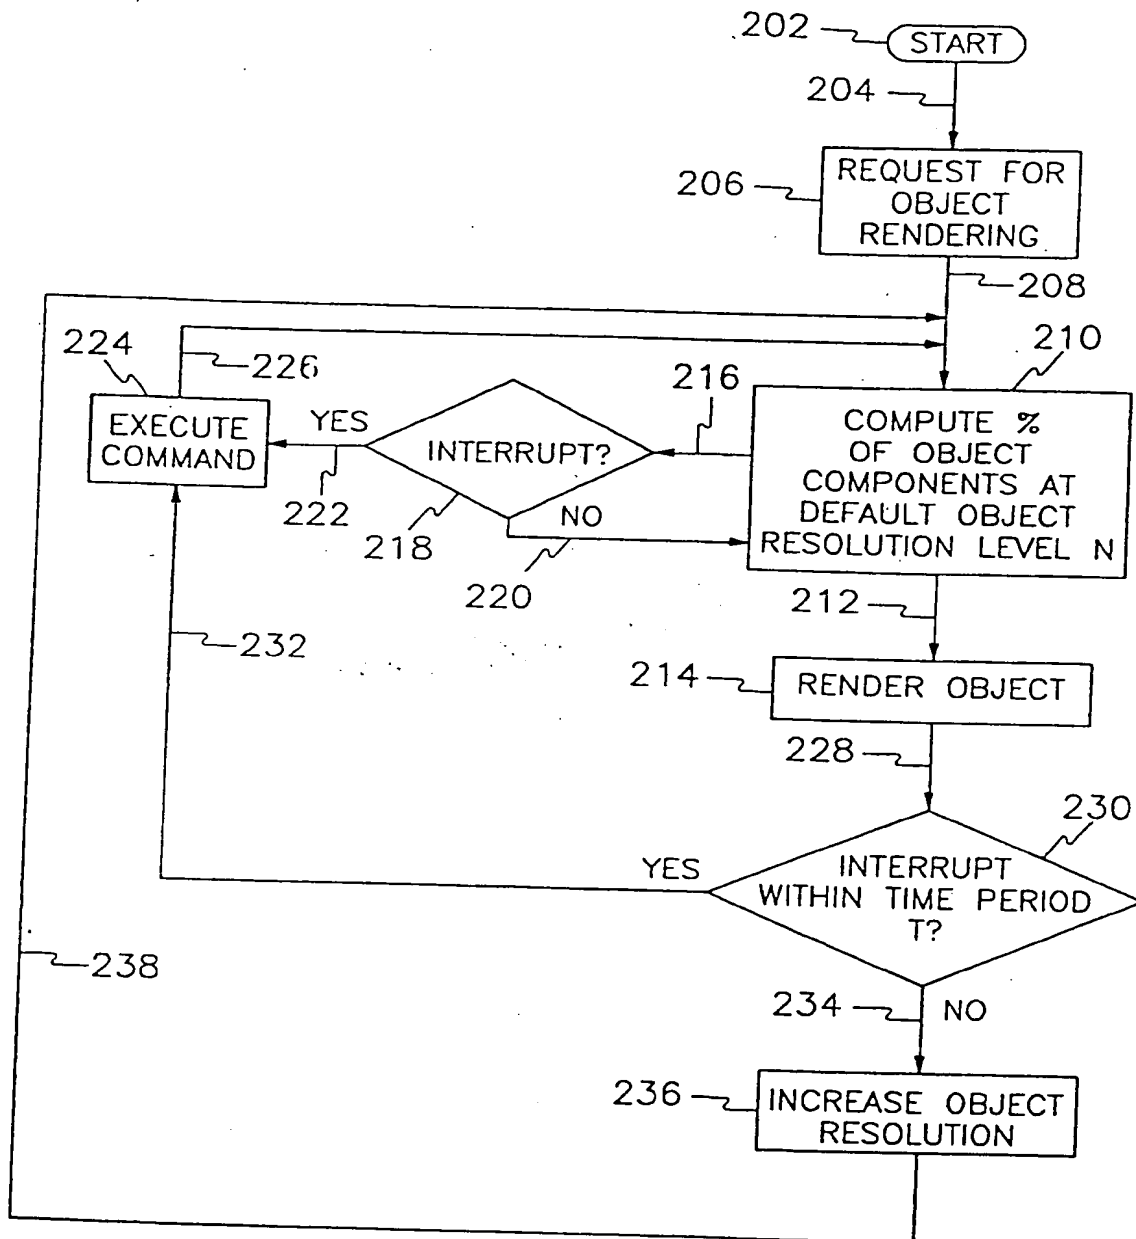 202
START
204
206
REQUEST FOR
OBJECT
RENDERING
208
224
226
216
210
EXECUTE
COMMAND
YES
INTERRUPT?
COMPUTE %
OF OBJECT
COMPONENTS AT
DEFAULT OBJECT
RESOLUTION LEVEL N
222
218
NO
220
212
232
214
RENDER OBJECT
228
230
YES
INTERRUPT
WITHIN TIME PERIOD
T?
238
234
NO
236
INCREASE OBJECT
RESOLUTION